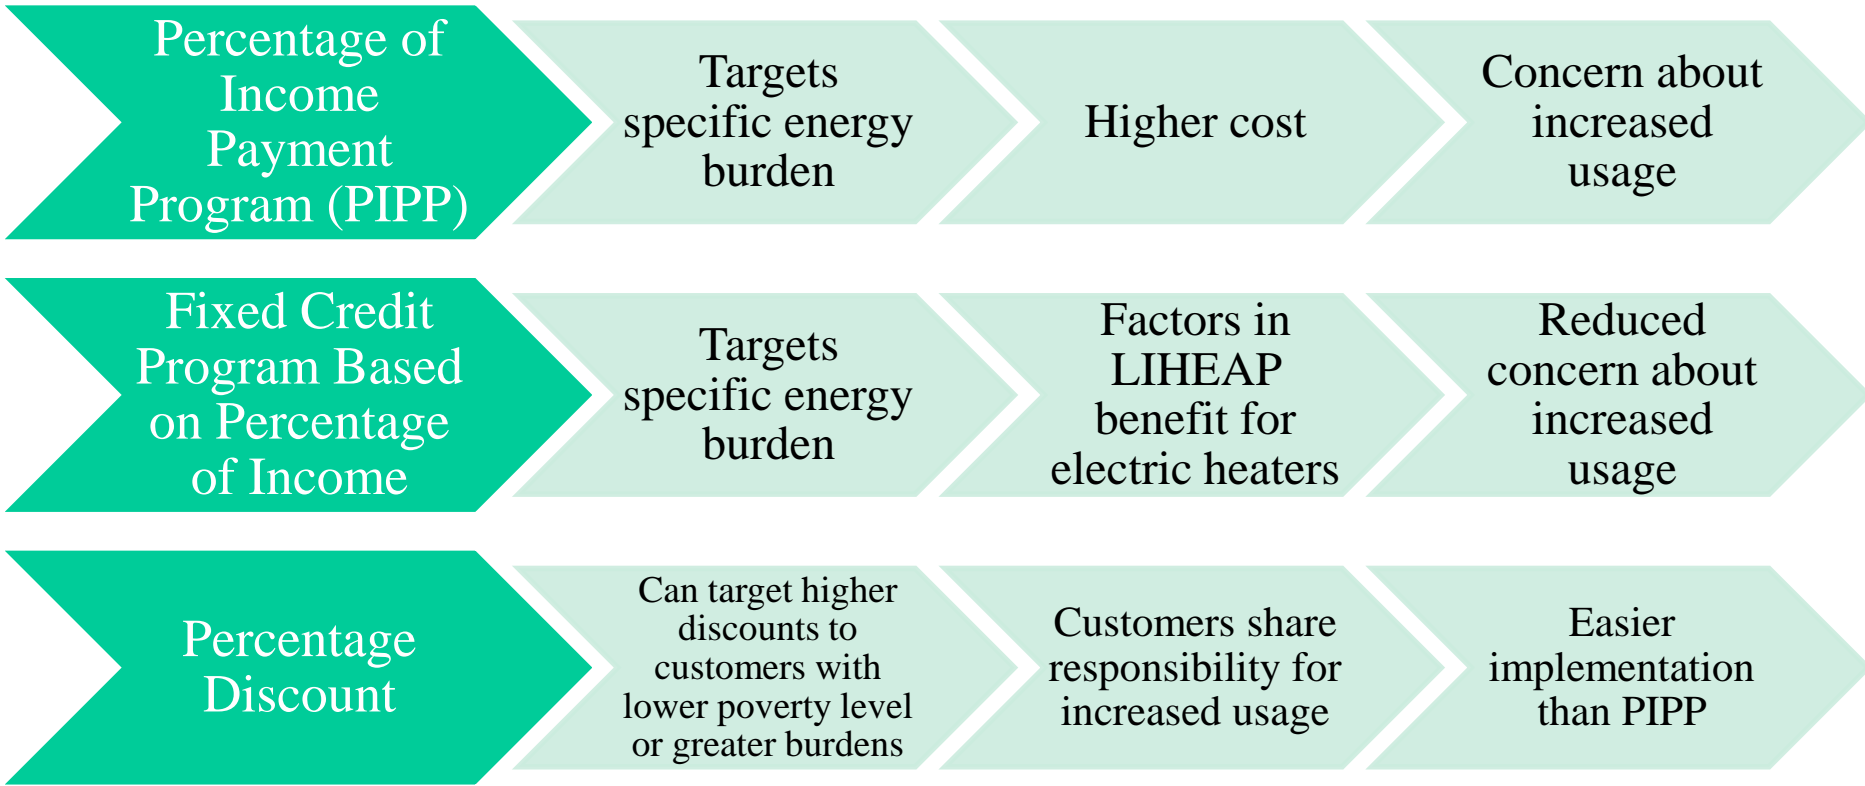 Percentage of
Income
Payment
Program (PIPP)
Targets
specific energy
burden
Higher cost
Concern about
increased
usage
Fixed Credit
Program Based
on Percentage
of Income
Targets
specific energy
burden
Factors in
LIHEAP
benefit for
electric heaters
Reduced
concern about
increased
usage
Percentage
Discount
Can target higher
discounts to
customers with
lower poverty level
or greater burdens
Customers share
responsibility for
increased usage
Easier
implementation
than PIPP